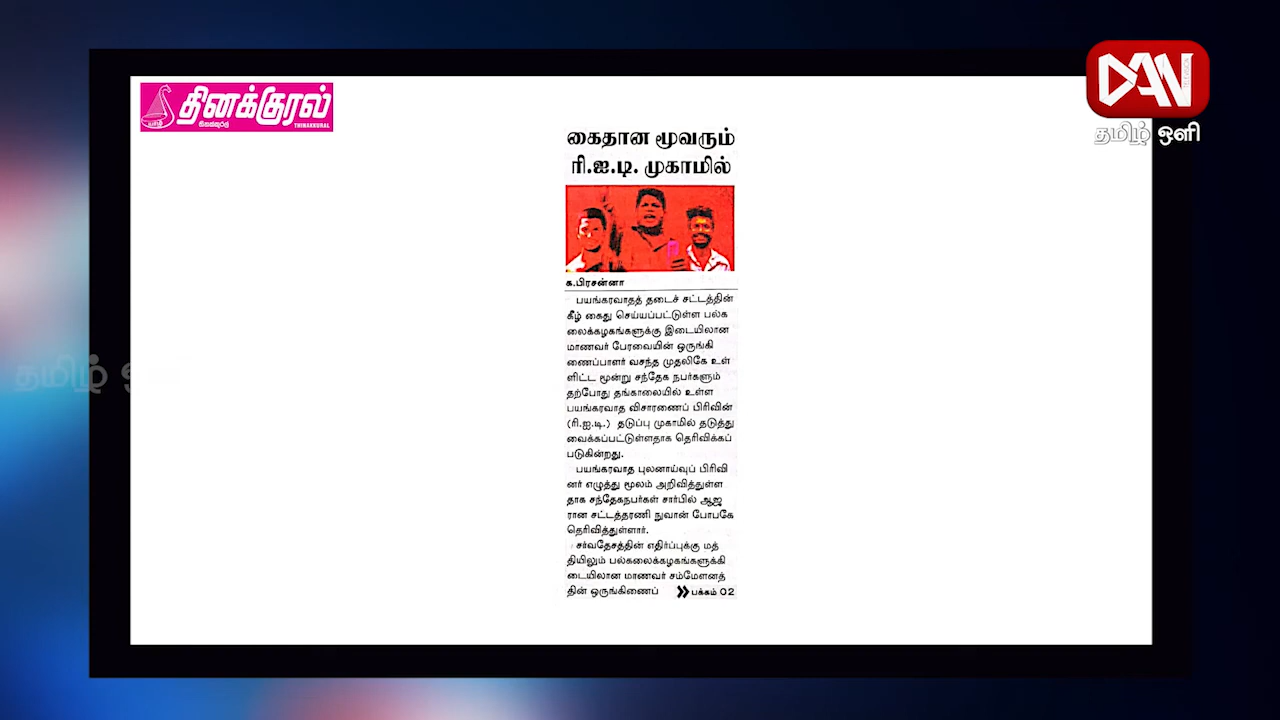 தினக்குரல்
THINAKKURAL
DAN
TELEVISION
தமிழ் ஒளி
கைதான மூவரும்
ரி.ஐ.டி. முகாமில்
க.பிரசன்னா
பயங்கரவாதத் தடைச் சட்டத்தின்
கீழ் கைது செய்யப்பட்டுள்ள பல்க
லைக்கழகங்களுக்கு இடையிலான
மாணவர் பேரவையின் ஒருங்கி
ணைப்பாளர் வசந்த முதலிகே உள்
ளிட்ட மூன்று சந்தேக நபர்களும்
தற்போது தங்காலையில் உள்ள
பயங்கரவாத விசாரணைப் பிரிவின்
(ரி.ஐ.டி.) தடுப்பு முகாமில் தடுத்து
வைக்கப்பட்டுள்ளதாக தெரிவிக்கப்
படுகின்றது.
பயங்கரவாத புலனாய்வுப் பிரிவி
னர் எழுத்து மூலம் அறிவித்துள்ள
தாக சந்தேகநபர்கள் சார்பில் ஆஜ
ரான சட்டத்தரணி நுவான் போபகே
தெரிவித்துள்ளார்.
சர்வதேசத்தின் எதிர்ப்புக்கு மத்
தியிலும் பல்கலைக்கழகங்களுக்கி
டையிலான மாணவர் சம்மேளனத்
தின் ஒருங்கிணைப்
பக்கம் 02
தமிழ் ஒ